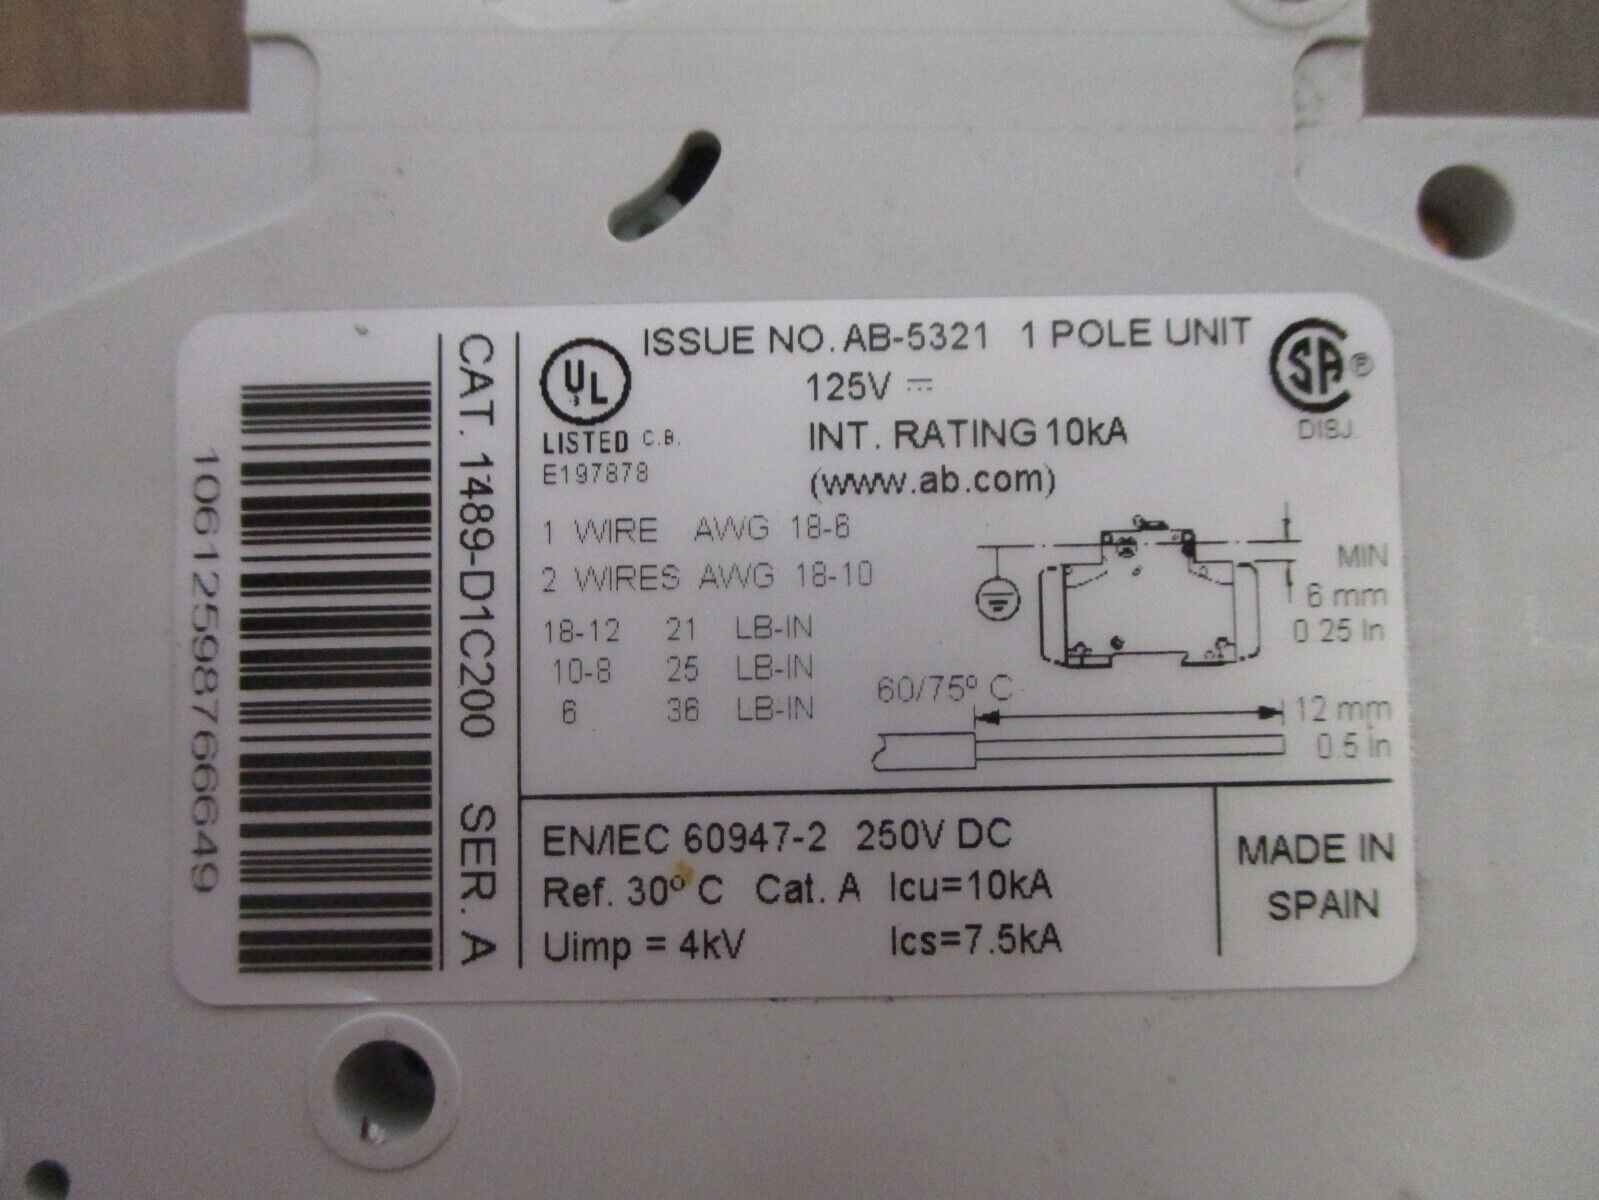 10612598766649
CAT. 1489-D1C200 SER. A
UL
LISTED C.B.
E197878
ISSUE NO. AB-5321 1 POLE UNIT
125V
INT. RATING 10kA
(www.ab.com)
SA ®
DISJ.
1 WIRE AWG 18-6
2 WIRES AWG 18-10
18-12 21 LB-IN
10-8 25 LB-IN
6 36 LB-IN
MIN
6 mm
0.25 In
60/75º C
12 mm
0.5 In
EN/IEC 60947-2 250V DC
Ref. 30º C Cat. A Icu=10kA
Uimp = 4kV Ics=7.5kA
MADE IN
SPAIN